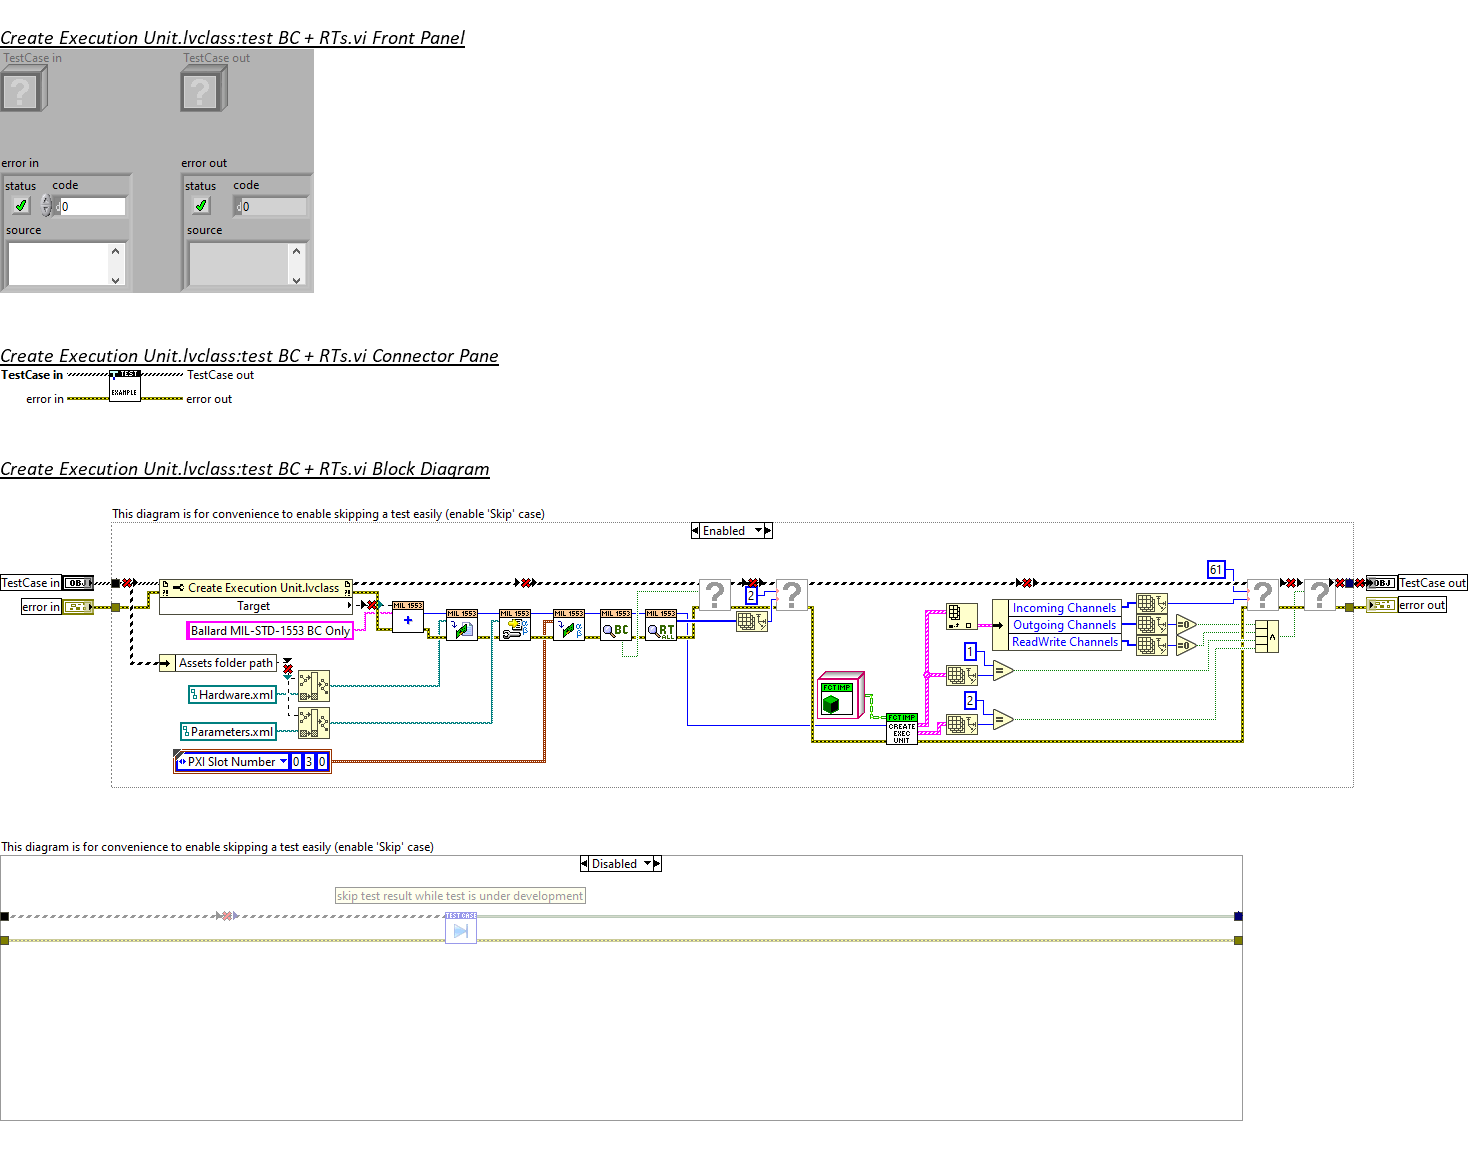 Create Execution Unit.lvclass:test BC + RTs.vi Front Panel
TestCase in
TestCase out
error in
error out
status
code
status
code
0
0
source
source
Create Execution Unit.lvclass:test BC + RTs.vi Connector Pane
TestCase in
TEST
TestCase out
error in
EXAMPLE
error out
Create Execution Unit.lvclass:test BC + RTs.vi Block Diagram
This diagram is for convenience to enable skipping a test easily (enable 'Skip' case)
Enabled
61
TestCase in
OBJ
Create Execution Unit.lvclass
OBJ
TestCase out
2
error in
Target
MIL 1553
Incoming Channels
error out
MIL 1553
MIL 1553
MIL 1553
MIL 1553
MIL 1553
Ballard MIL-STD-1553 BC Only
BC
RT
ALL
Outgoing Channels
=0
ReadWrite Channels
=0
1
Assets folder path
=
Hardware.xml
FCT IMP
2
FCT IMP
=
Parameters.xml
CREATE
EXEC
UNIT
PXI Slot Number
0
3
0
This diagram is for convenience to enable skipping a test easily (enable 'Skip' case)
Disabled
skip test result while test is under development
TEST CASE